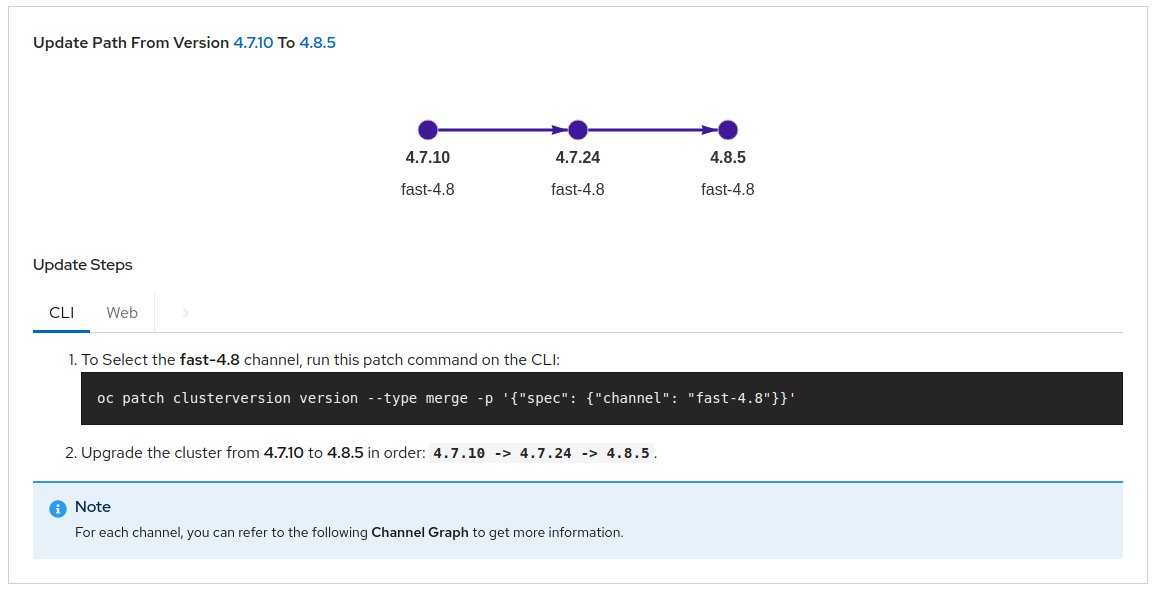 Update Path From Version 4.7.10 To 4.8.5
4.7.10 4.7.24 4.8.5
fast-4.8 fast-4.8 fast-4.8
Update Steps
CLI Web
1. To Select the fast-4.8 channel, run this patch command on the CLI:
oc patch clusterversion version --type merge -p '{"spec": {"channel": "fast-4.8"}}'
2. Upgrade the cluster from 4.7.10 to 4.8.5 in order: 4.7.10 -> 4.7.24 -> 4.8.5.
Note
For each channel, you can refer to the following Channel Graph to get more information.